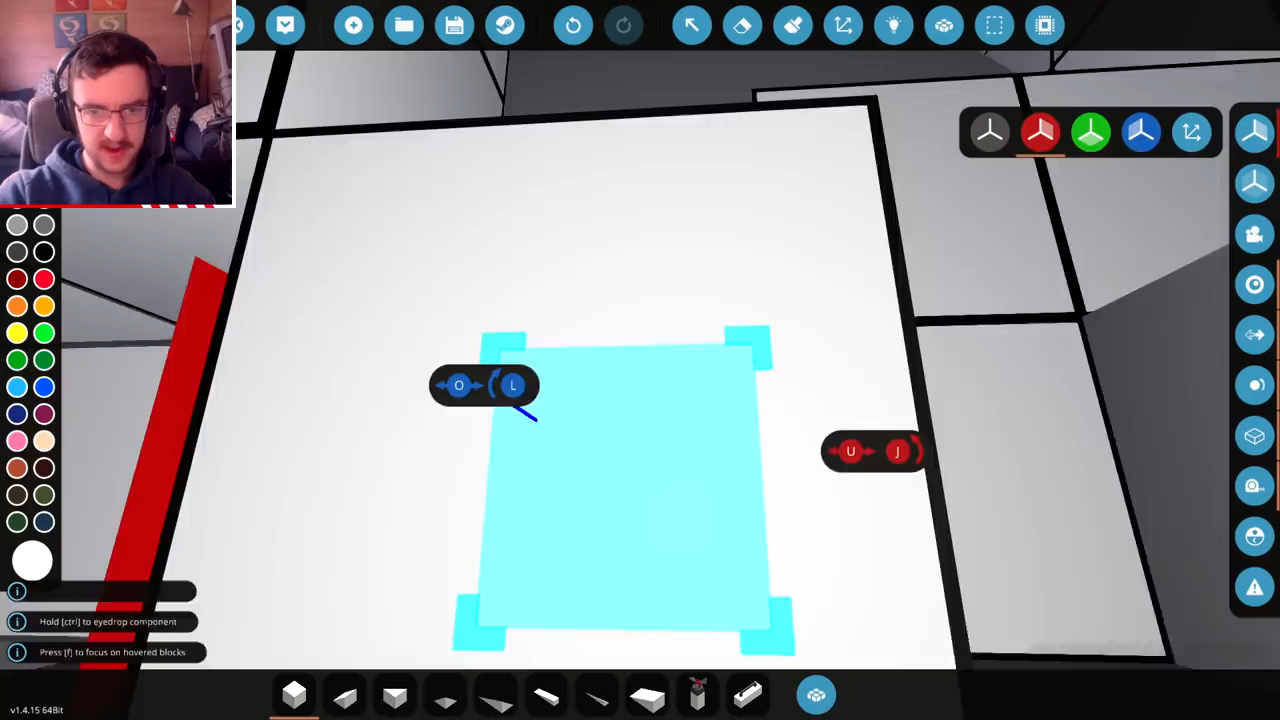 O L
U J
Hold [ctrl] to eyedrop component
Press [f] to focus on hovered blocks
v1.4.15 64Bit